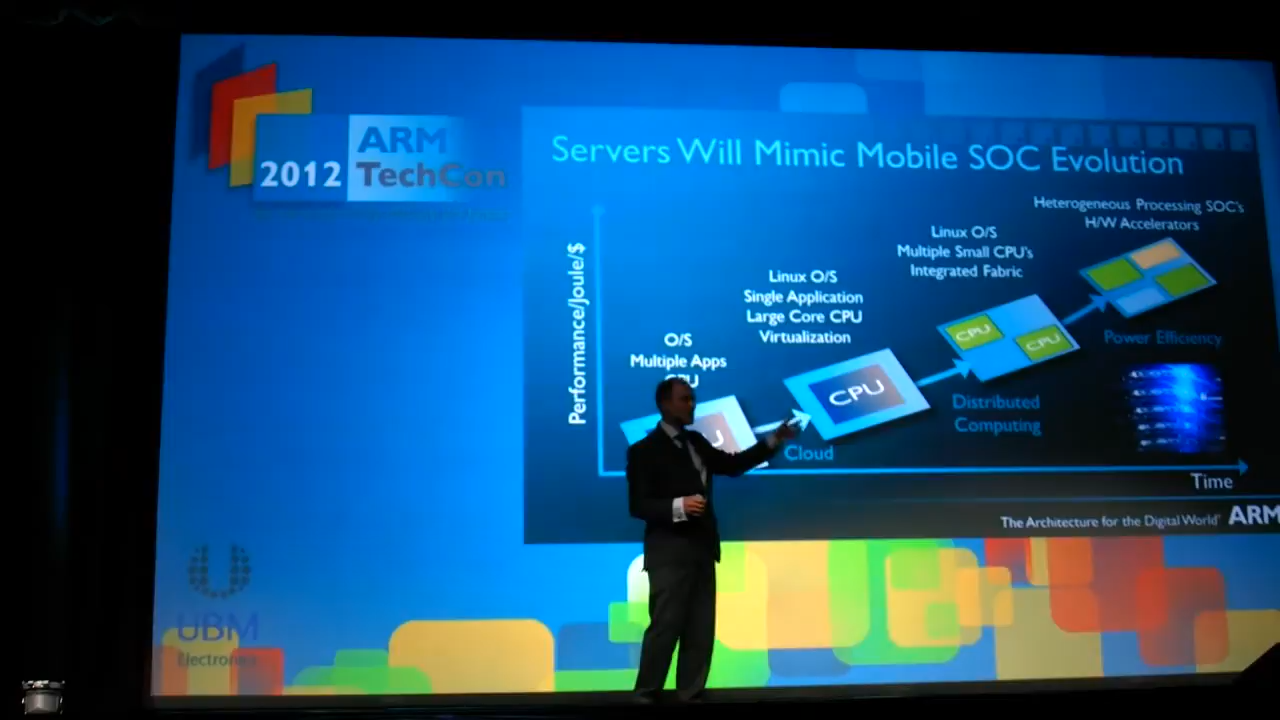 2012
ARM
TechCon
Servers Will Mimic Mobile SOC Evolution
Performance/Joule/$
O/S
Multiple Apps
CPU
Linux O/S
Single Application
Large Core CPU
Virtualization
CPU
Cloud
Linux O/S
Multiple Small CPU's
Integrated Fabric
CPU
CPU
Distributed
Computing
Heterogeneous Processing SOC's
H/W Accelerators
Power Efficiency
Time
The Architecture for the Digital World®
ARM
UBM
Electronics